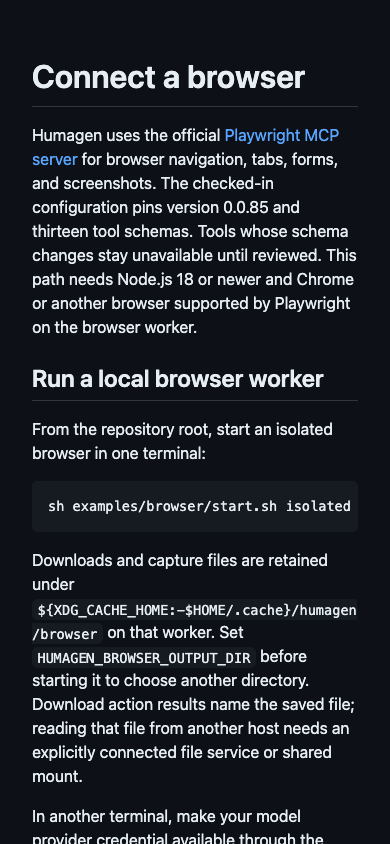 Connect a browser
Humagen uses the official Playwright MCP
server for browser navigation, tabs, forms,
and screenshots. The checked-in
configuration pins version 0.0.85 and
thirteen tool schemas. Tools whose schema
changes stay unavailable until reviewed. This
path needs Node.js 18 or newer and Chrome
or another browser supported by Playwright
on the browser worker.
Run a local browser worker
From the repository root, start an isolated
browser in one terminal:
sh examples/browser/start.sh isolated
Downloads and capture files are retained
under
${XDG_CACHE_HOME:-$HOME/.cache}/humagen
/browser on that worker. Set
HUMAGEN_BROWSER_OUTPUT_DIR before
starting it to choose another directory.
Download action results name the saved file;
reading that file from another host needs an
explicitly connected file service or shared
mount.
In another terminal, make your model
provider credential available through the